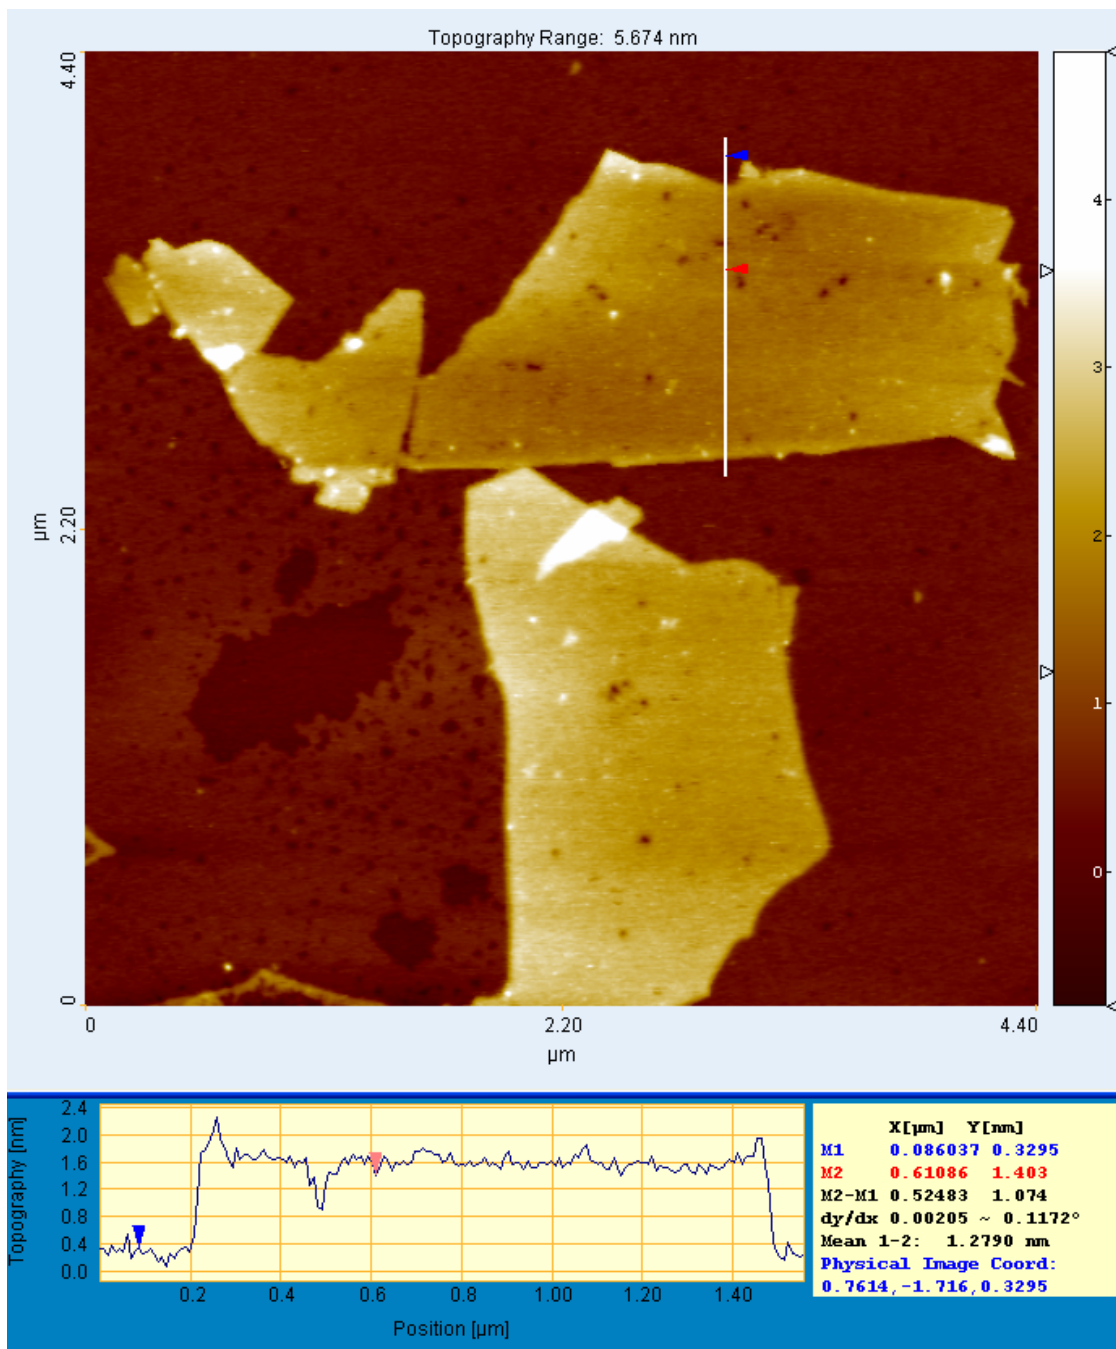 Topography Range: 5.674 nm
4.40
2.20
0
µm
0
2.20
4.40
µm
4
3
2
1
0
2.4
2.0
1.6
1.2
0.8
0.4
0.0
Topography [nm]
0.2
0.4
0.6
0.8
1.00
1.20
1.40
Position [µm]
X[µm] Y[nm]
M1 0.086037 0.3295
M2 0.61086 1.403
M2-M1 0.52483 1.074
dy/dx 0.00205 ~ 0.1172°
Mean 1-2: 1.2790 nm
Physical Image Coord:
0.7614,-1.716,0.3295